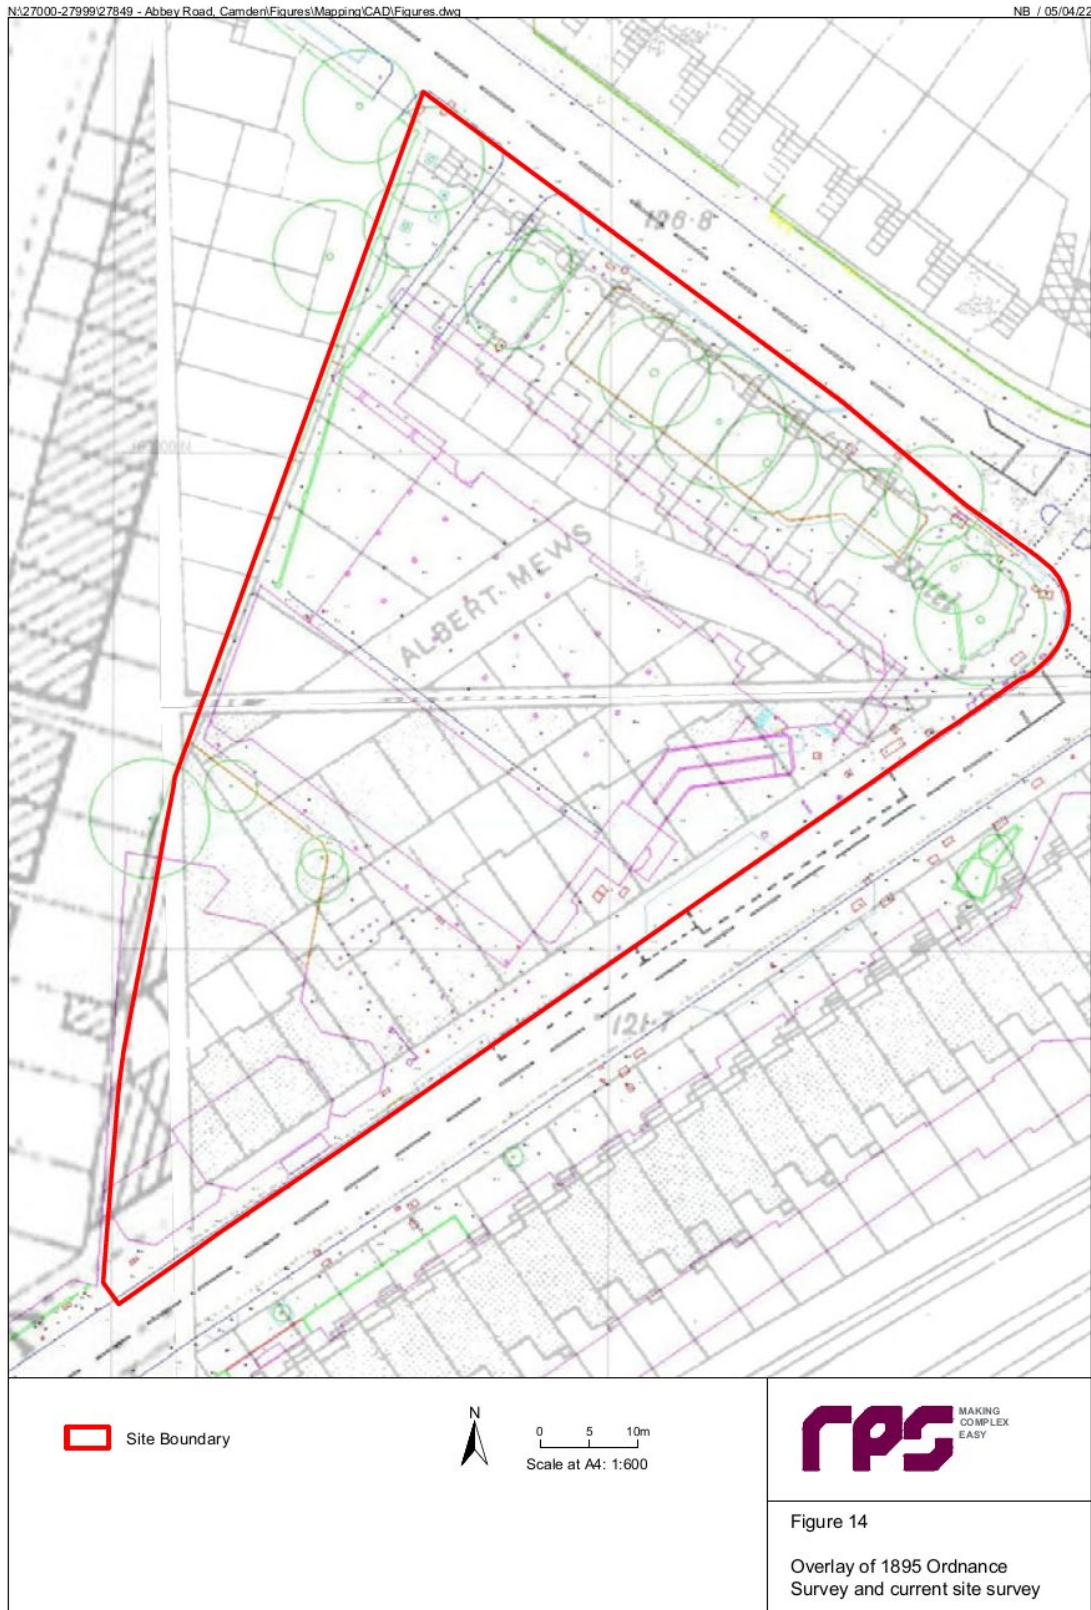 N:\27000-27999\27849 - Abbey Road, Camden\Figures\Mapping\CAD\Figures.dwg
NB / 05/04/22
126·8
Hotel
ALBERT MEWS
121·7
Site Boundary
N
0 5 10m
Scale at A4: 1:600
rps
MAKING
COMPLEX
EASY
Figure 14
Overlay of 1895 Ordnance
Survey and current site survey